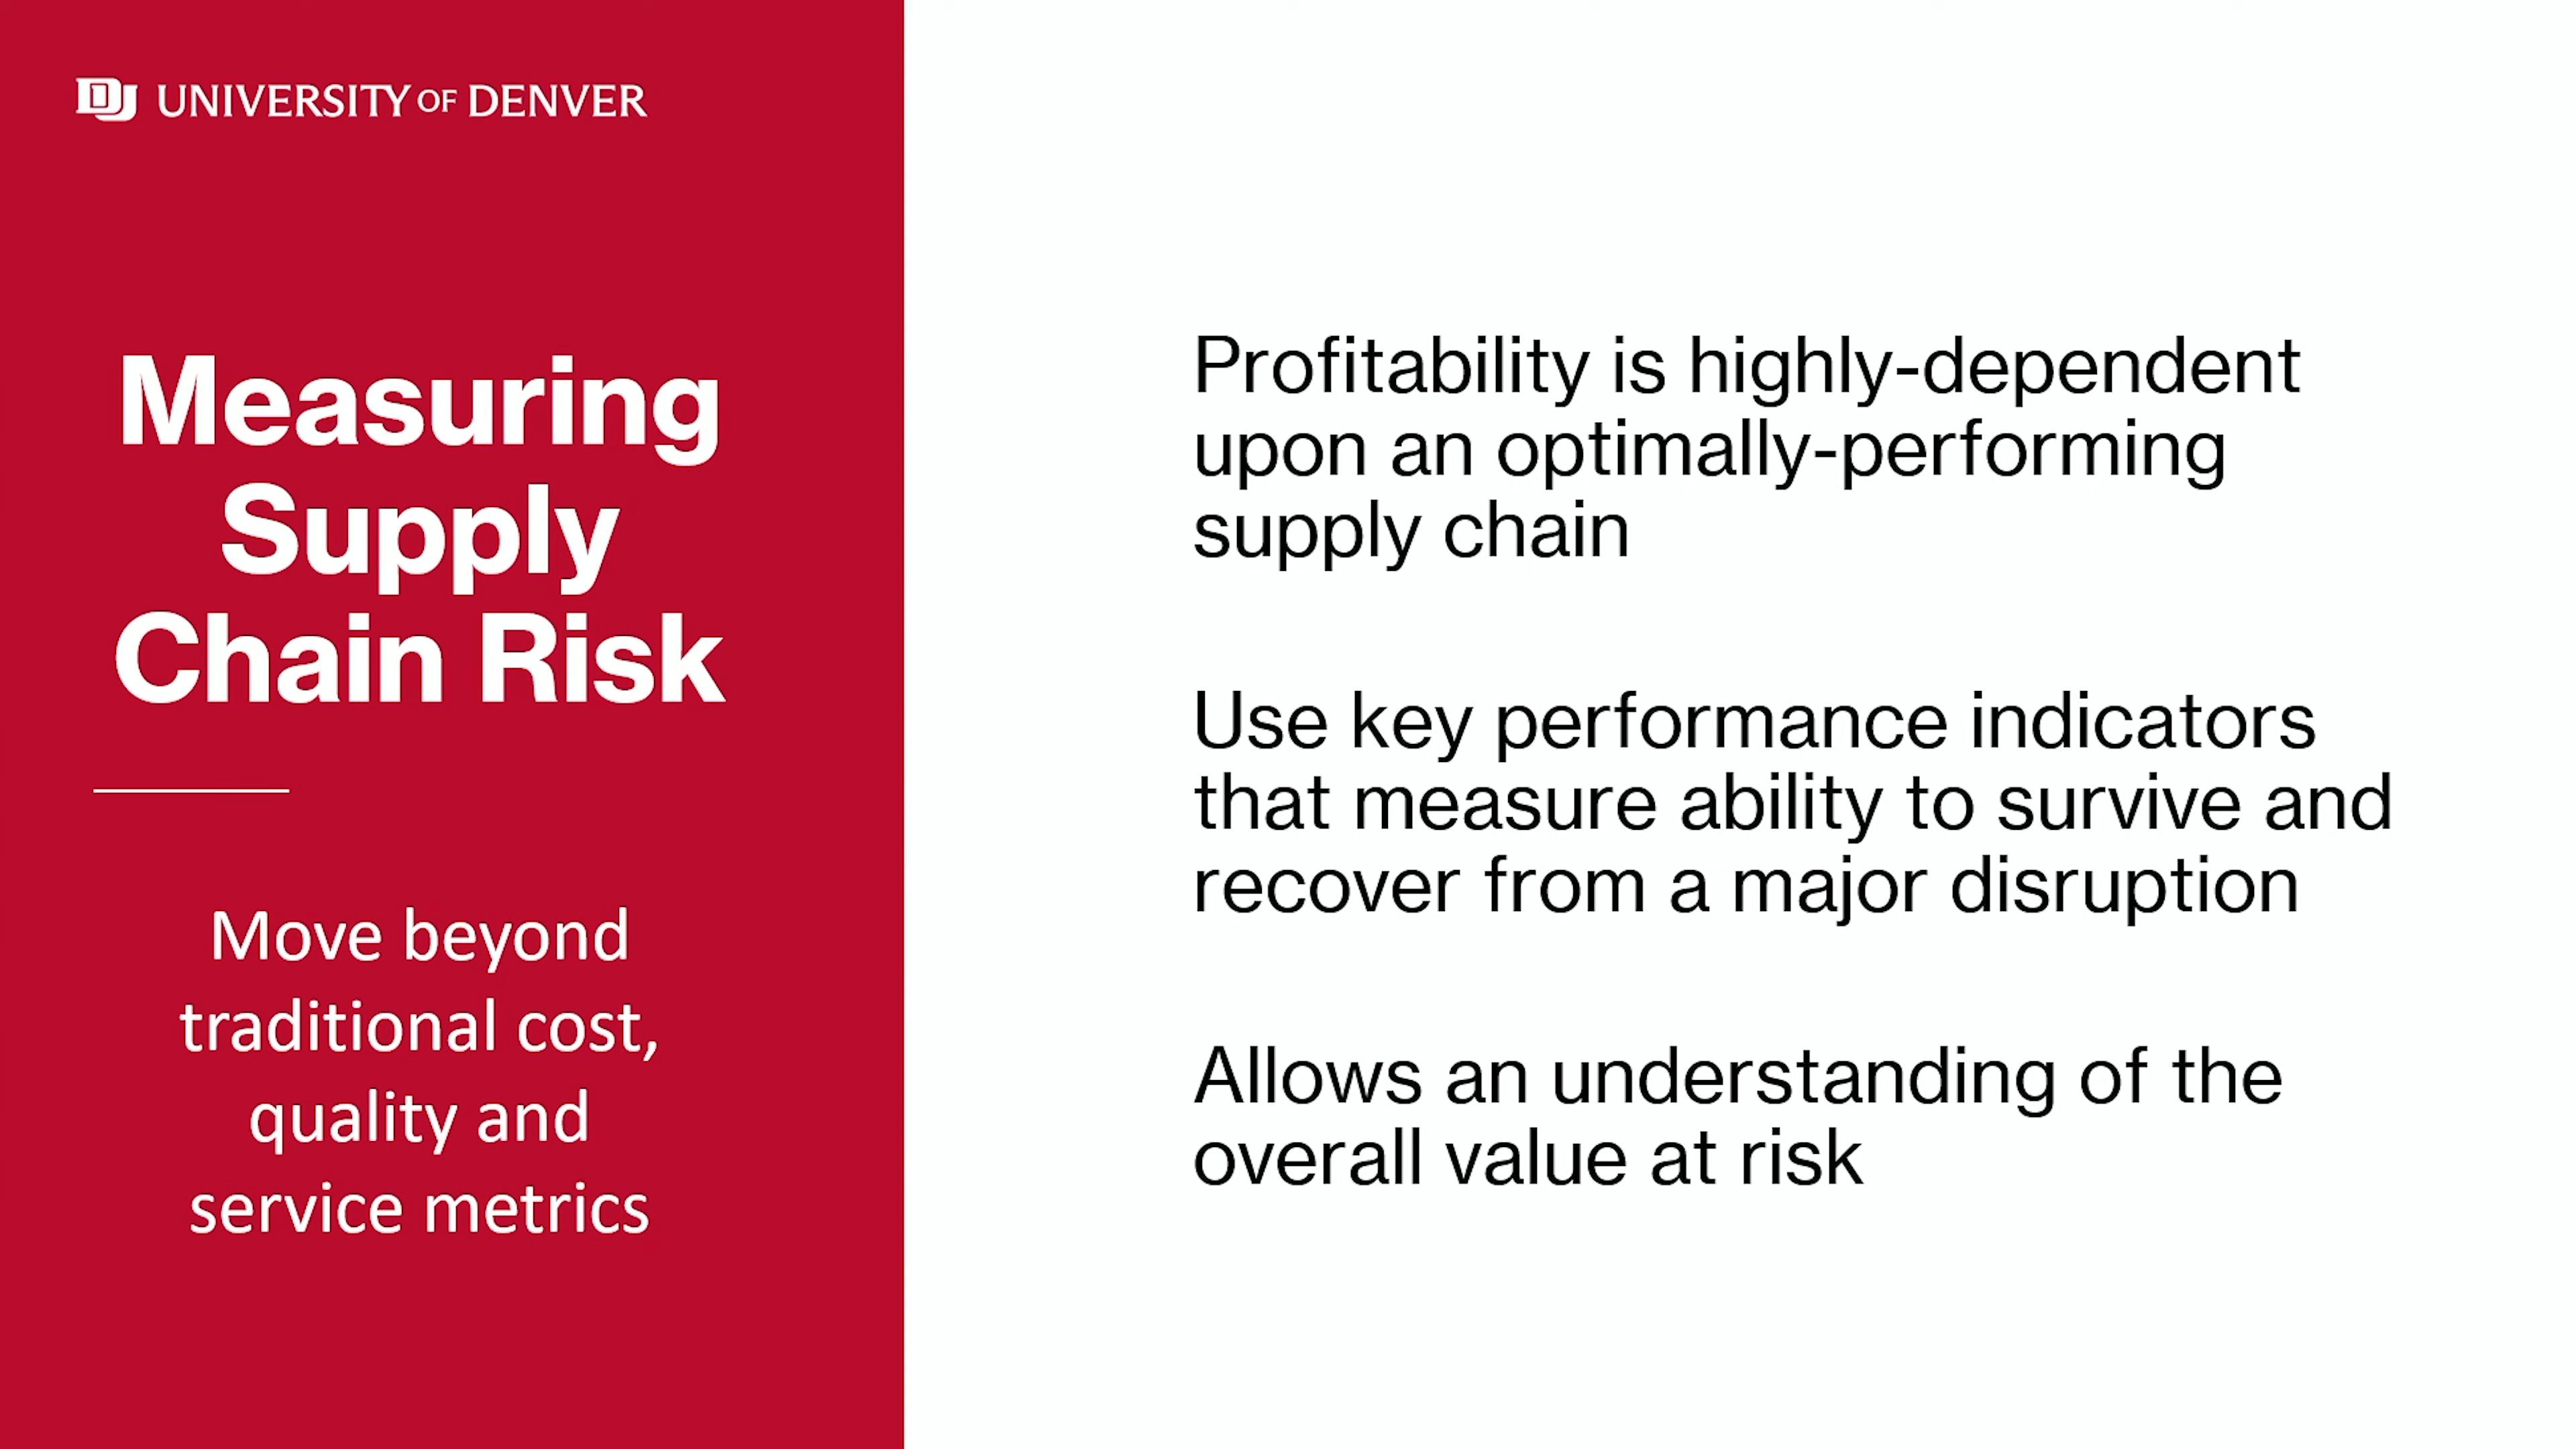 DU UNIVERSITY OF DENVER
Measuring
Supply
Chain Risk
Move beyond
traditional cost,
quality and
service metrics
Profitability is highly-dependent
upon an optimally-performing
supply chain
Use key performance indicators
that measure ability to survive and
recover from a major disruption
Allows an understanding of the
overall value at risk